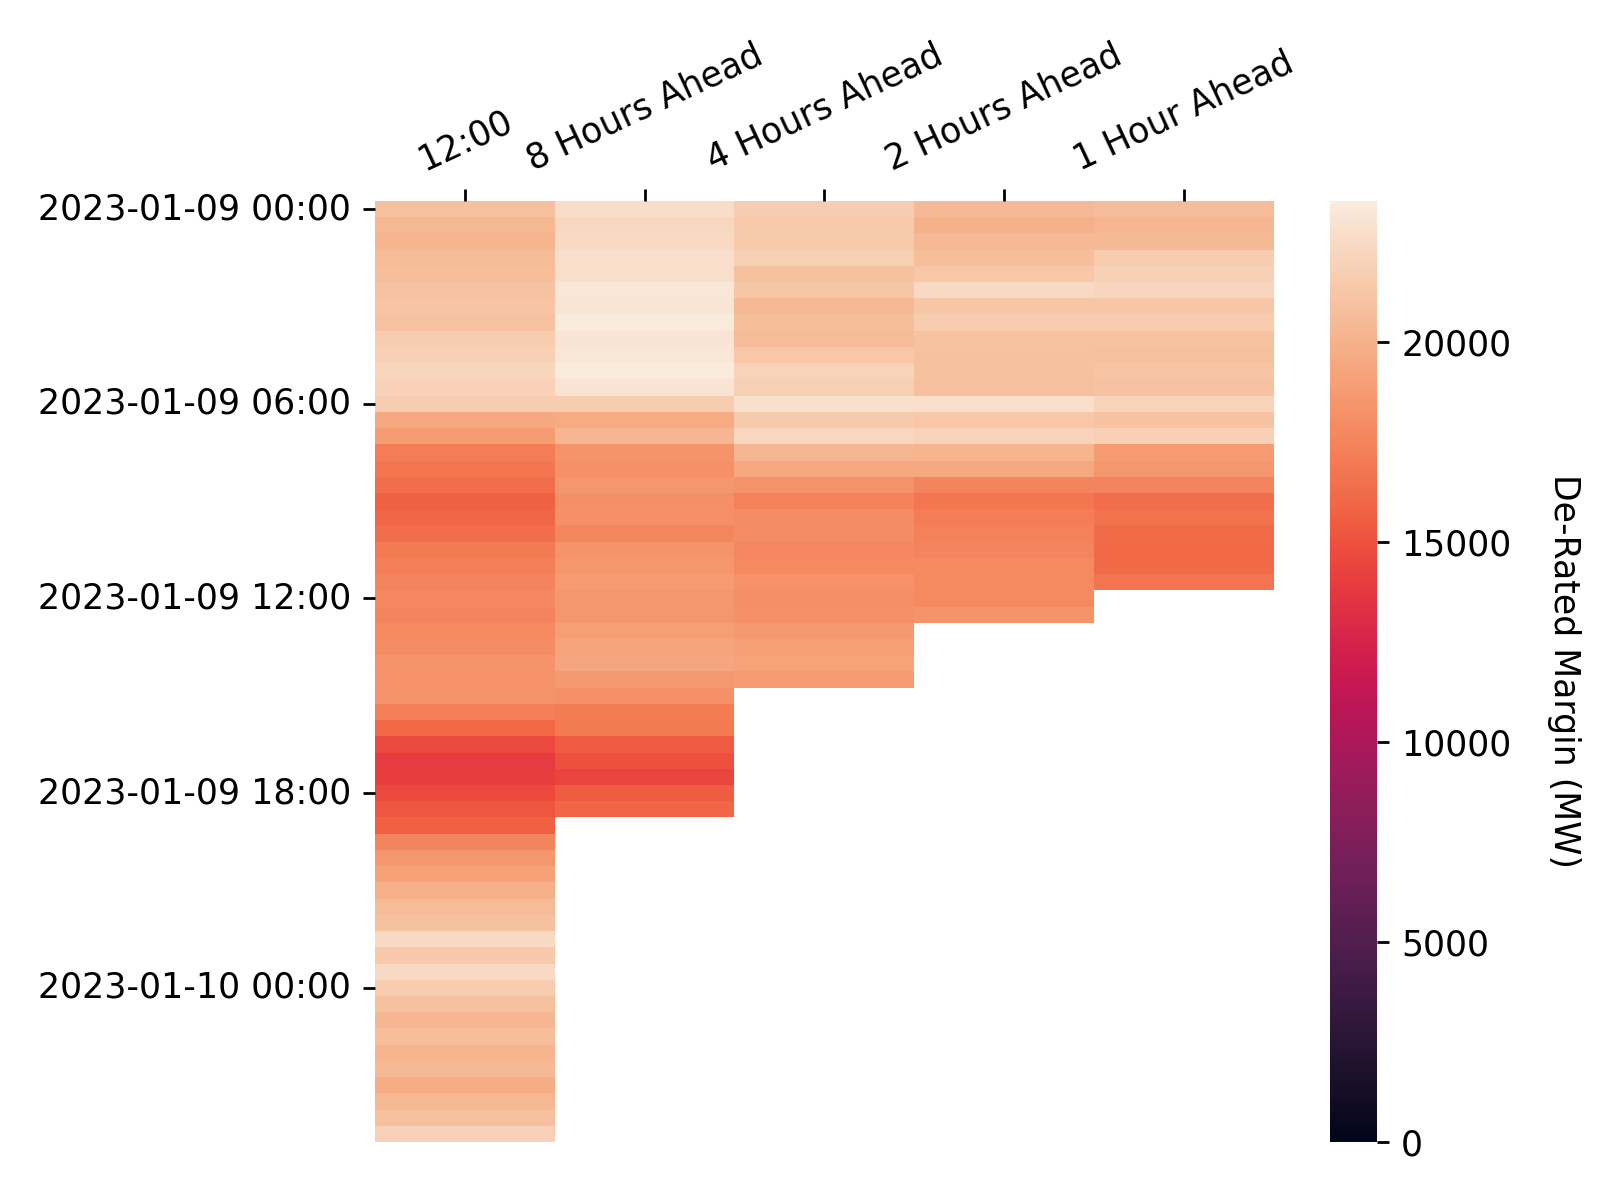 12:00
8 Hours Ahead
4 Hours Ahead
2 Hours Ahead
1 Hour Ahead
2023-01-09 00:00
2023-01-09 06:00
2023-01-09 12:00
2023-01-09 18:00
2023-01-10 00:00
20000
15000
10000
5000
0
De-Rated Margin (MW)